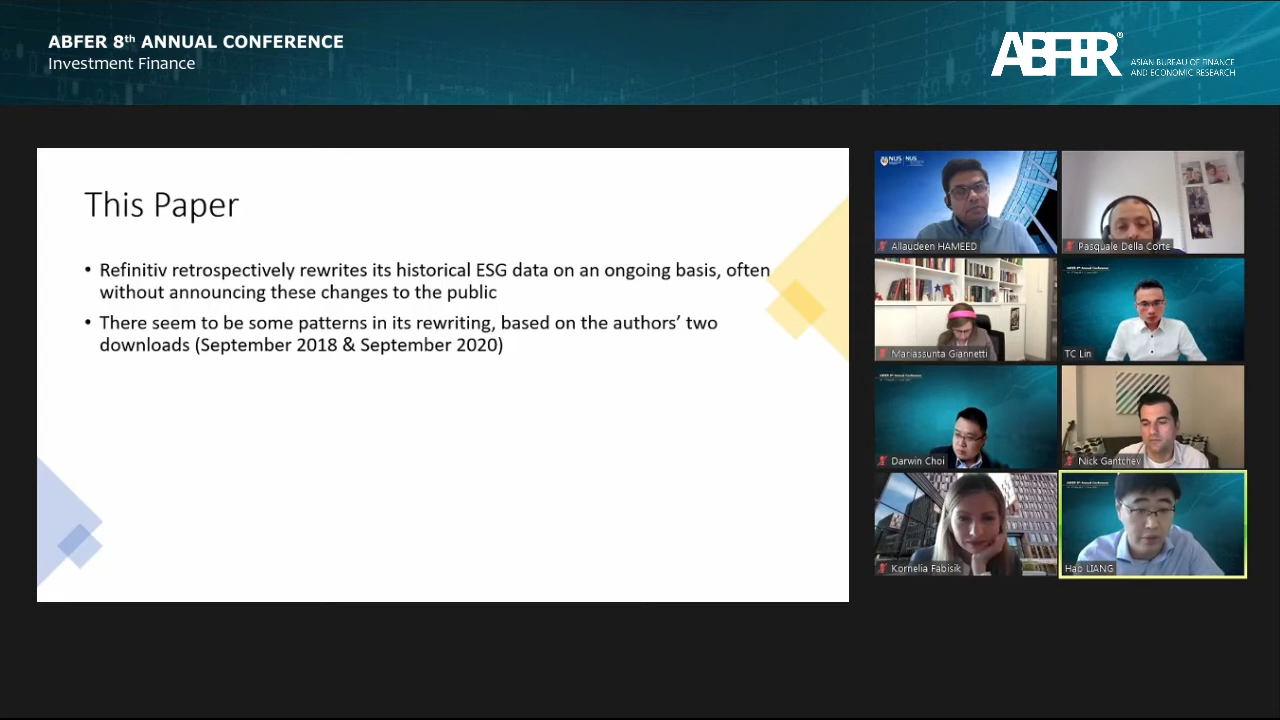 ABFER 8th ANNUAL CONFERENCE
Investment Finance
ABFER®
ASIAN BUREAU OF FINANCE
AND ECONOMIC RESEARCH
This Paper
• Refinitiv retrospectively rewrites its historical ESG data on an ongoing basis, often
without announcing these changes to the public
• There seem to be some patterns in its rewriting, based on the authors’ two
downloads (September 2018 & September 2020)
NUS
NUS
Allaudeen HAMEED
Pasquale Della Corte
Mariassunta Giannetti
TC Lin
Darwin Choi
Nick Gantchev
Kornelia Fabisik
Hao LIANG